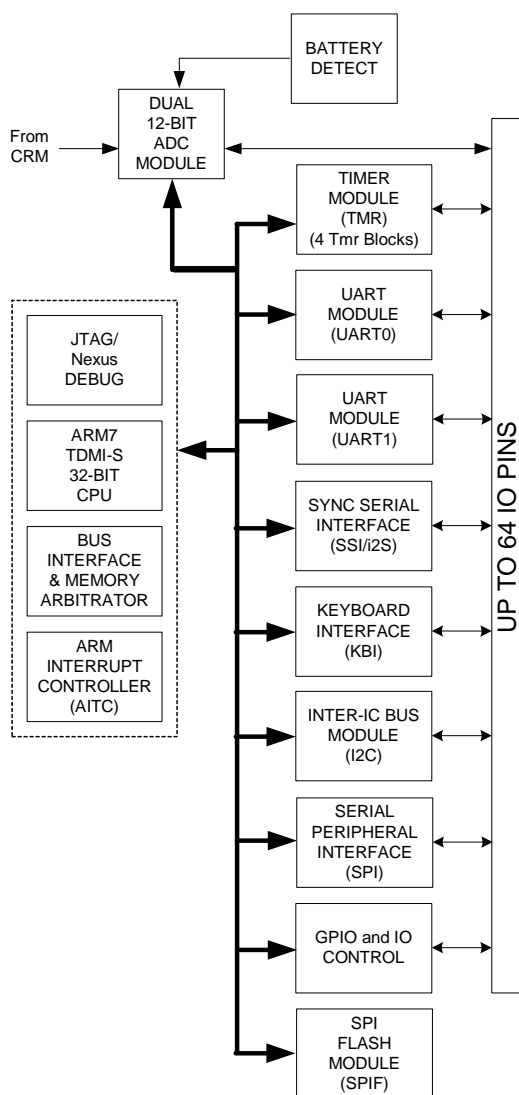 BATTERY
DETECT
DUAL
12-BIT
ADC
MODULE
From
CRM
TIMER
MODULE
(TMR)
(4 Tmr Blocks)
UART
MODULE
(UART0)
UART
MODULE
(UART1)
SYNC SERIAL
INTERFACE
(SSI/i2S)
KEYBOARD
INTERFACE
(KBI)
INTER-IC BUS
MODULE
(I2C)
SERIAL
PERIPHERAL
INTERFACE
(SPI)
GPIO and IO
CONTROL
SPI
FLASH
MODULE
(SPIF)
JTAG/
Nexus
DEBUG
ARM7
TDMI-S
32-BIT
CPU
BUS
INTERFACE
& MEMORY
ARBITRATOR
ARM
INTERRUPT
CONTROLLER
(AITC)
UP TO 64 IO PINS